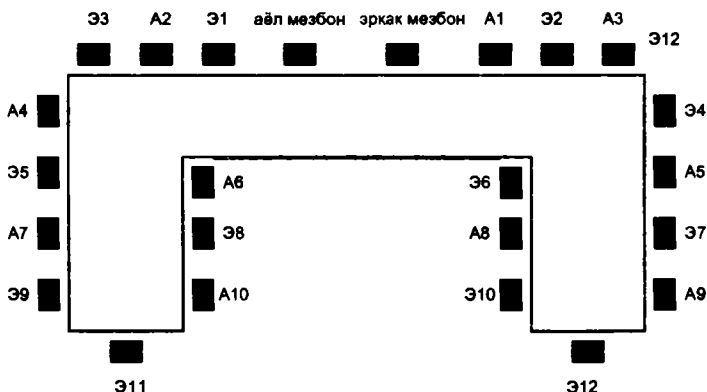 Э3 А2 Э1 аёл мезбон эркак мезбон А1 Э2 А3 Э12
А4 Э4
Э5 А5
А6 Э6
А7 Э8 А8 Э7
Э9 А10 Э10 А9
Э11 Э12